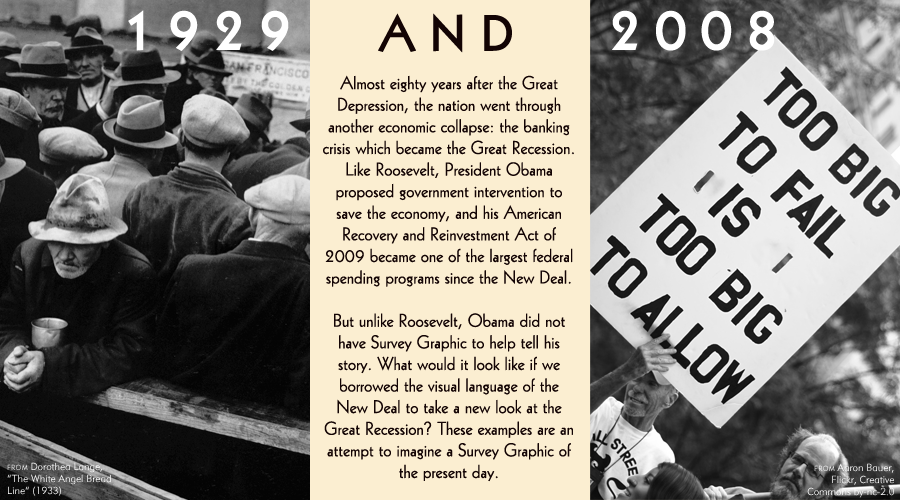 1929
AND
2008
SAN FRANCISCO
Almost eighty years after the Great
Depression, the nation went through
another economic collapse: the banking
crisis which became the Great Recession.
Like Roosevelt, President Obama
proposed government intervention to
save the economy, and his American
Recovery and Reinvestment Act of
2009 became one of the largest federal
spending programs since the New Deal.
But unlike Roosevelt, Obama did not
have Survey Graphic to help tell his
story. What would it look like if we
borrowed the visual language of the
New Deal to take a new look at the
Great Recession? These examples are an
attempt to imagine a Survey Graphic of
the present day.
TOO BIG
TO FAIL
IS
TOO BIG
TO ALLOW
STREET
FROM Dorothea Lange,
"The White Angel Bread
Line" (1933)
FROM Aaron Bauer,
Flickr, Creative
Commons by-nc-2.0